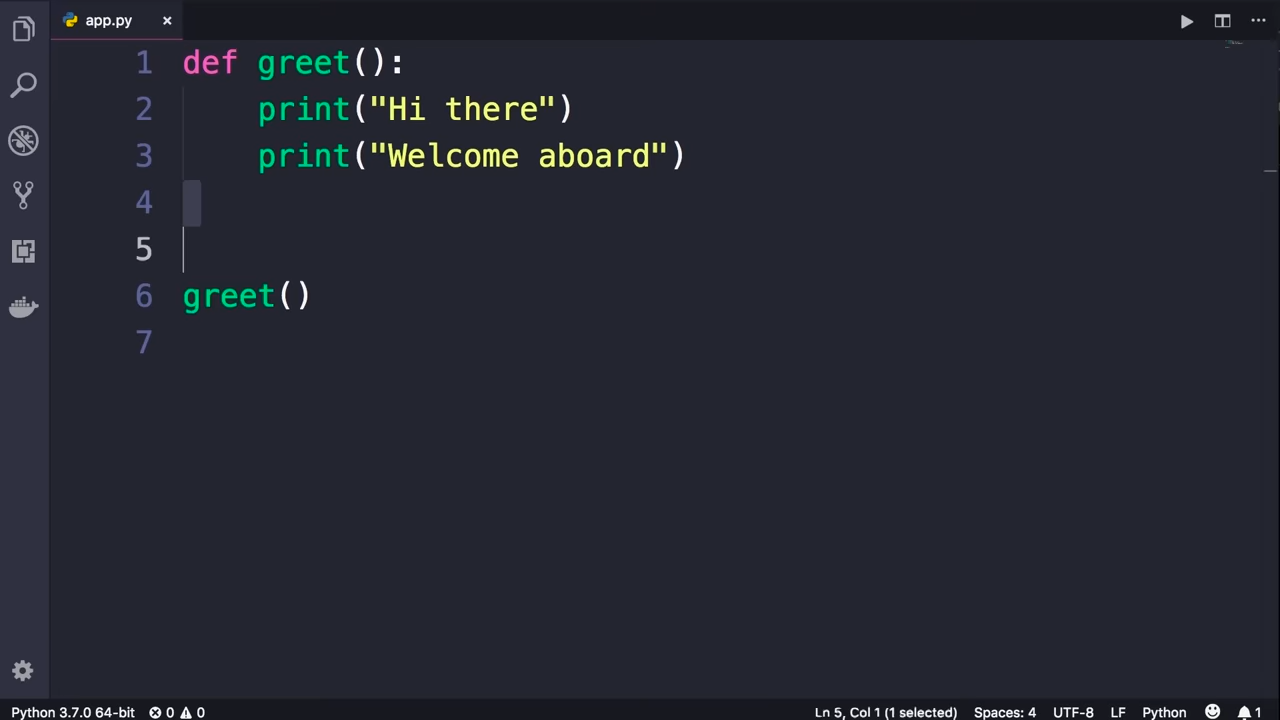 app.py
1 def greet():
2     print("Hi there")
3     print("Welcome aboard")
4
5
6 greet()
7
Python 3.7.0 64-bit 0 0 Ln 5, Col 1 (1 selected) Spaces: 4 UTF-8 LF Python 1